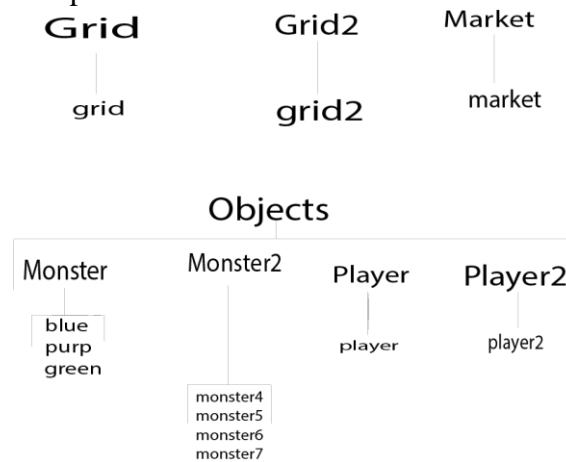 Grid Grid2 Market
grid grid2 market
Objects
Monster Monster2 Player Player2
blue
purp
green
player player2
monster4
monster5
monster6
monster7